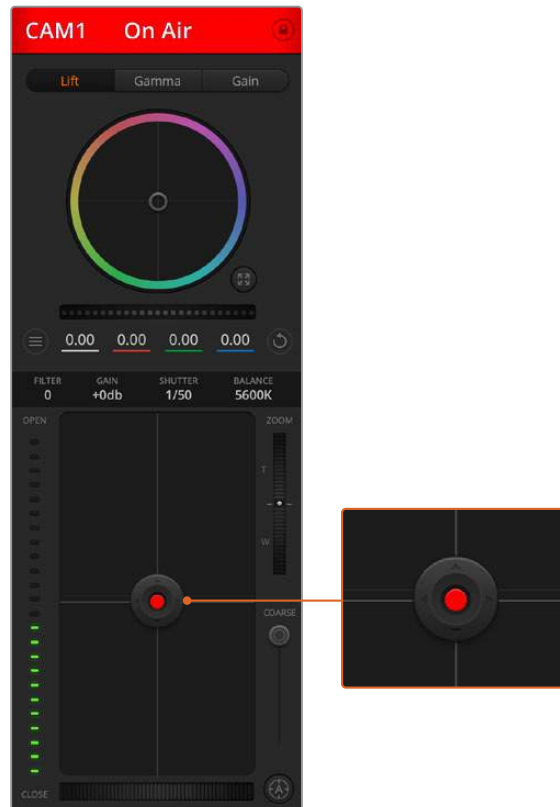 CAM1 On Air
Lift Gamma Gain
0.00 0.00 0.00 0.00
FILTER GAIN SHUTTER BALANCE
0 +0db 1/50 5600K
OPEN ZOOM
T
W
COARSE
CLOSE A